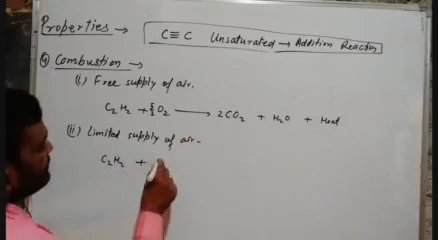 Properties →
C≡C Unsaturated → Addition Reaction
Combustion →
(i) Free supply of air.
C₂H₂ + 5/2 O₂ ⟶ 2CO₂ + H₂O + Heat
(ii) Limited supply of air.
C₂H₂ +